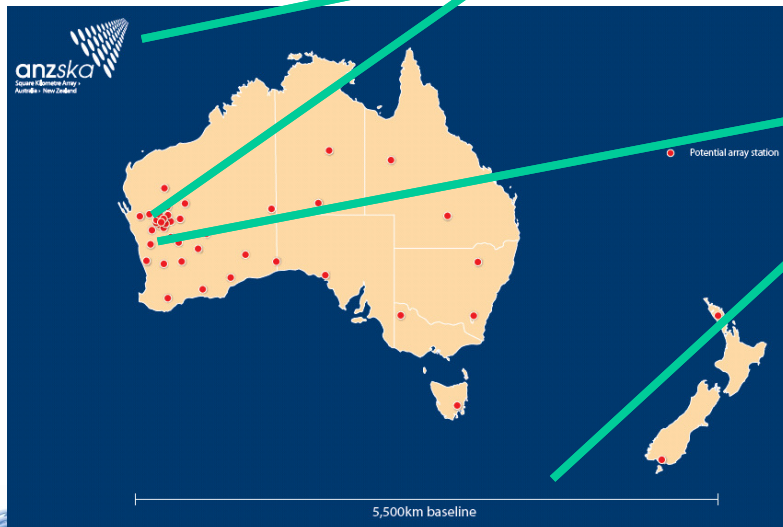 anzska
Square Kilometre Array •
Australia • New Zealand
Potential array station
5,500km baseline